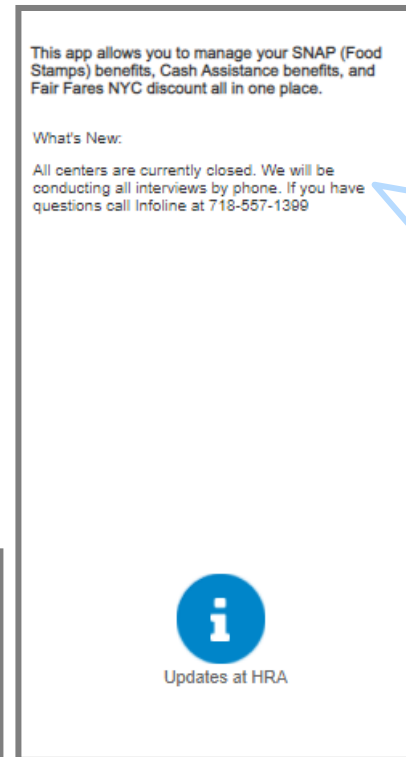 This app allows you to manage your SNAP (Food
Stamps) benefits, Cash Assistance benefits, and
Fair Fares NYC discount all in one place.
What's New:
All centers are currently closed. We will be
conducting all interviews by phone. If you have
questions call Infoline at 718-557-1399
Updates at HRA